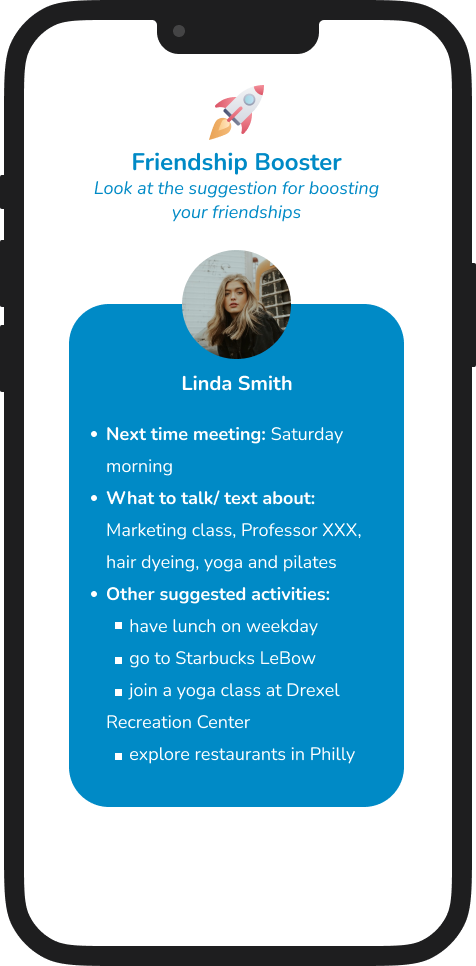 Friendship Booster
Look at the suggestion for boosting
your friendships
Linda Smith
• Next time meeting: Saturday
morning
• What to talk/ text about:
Marketing class, Professor XXX,
hair dyeing, yoga and pilates
• Other suggested activities:
▪ have lunch on weekday
▪ go to Starbucks LeBow
▪ join a yoga class at Drexel
Recreation Center
▪ explore restaurants in Philly